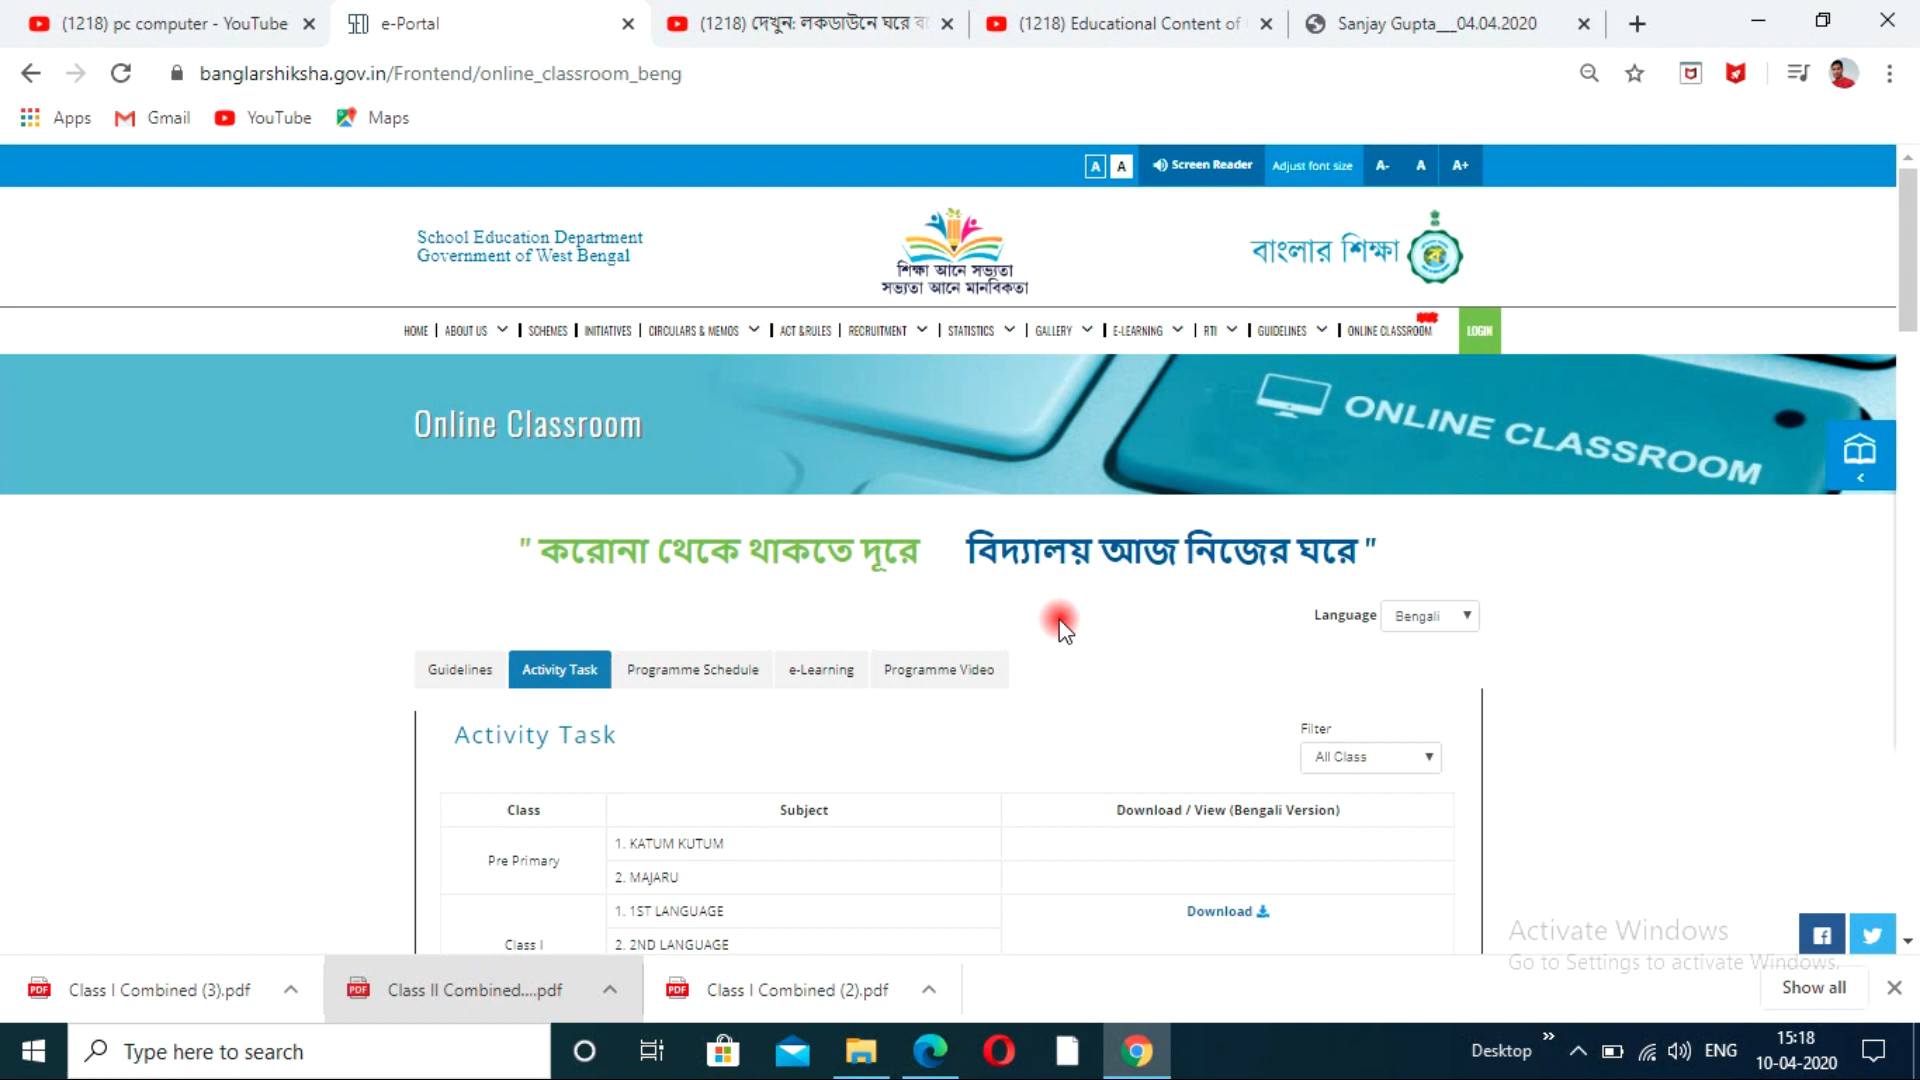 (1218) pc computer - YouTube
e-Portal
(1218) দেখুন: লকডাউনে ঘরে
(1218) Educational Content of
Sanjay Gupta__04.04.2020
banglarshiksha.gov.in/Frontend/online_classroom_beng
Apps
Gmail
YouTube
Maps
A
A
Screen Reader
Adjust font size
A-
A
A+
School Education Department
Government of West Bengal
শিক্ষা আনে সভ্যতা
সভ্যতা আনে মানবিকতা
বাংলার শিক্ষা
HOME
ABOUT US
SCHEMES
INITIATIVES
CIRCULARS & MEMOS
ACT &RULES
RECRUITMENT
STATISTICS
GALLERY
E-LEARNING
RTI
GUIDELINES
ONLINE CLASSROOM
LOGIN
Online Classroom
ONLINE CLASSROOM
" করোনা থেকে থাকতে দূরে বিদ্যালয় আজ নিজের ঘরে "
Language Bengali
Guidelines
Activity Task
Programme Schedule
e-Learning
Programme Video
Activity Task
Filter
All Class
Class Subject Download / View (Bengali Version)
Pre Primary
1. KATUM KUTUM
2. MAJARU
Class I
1. 1ST LANGUAGE
Download
2. 2ND LANGUAGE
Activate Windows
Go to Settings to activate Windows.
Class I Combined (3).pdf
Class II Combined....pdf
Class I Combined (2).pdf
Show all
Type here to search
Desktop
ENG
15:18
10-04-2020